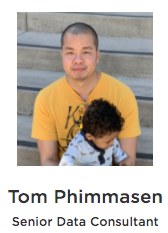 Tom Phimmasen
Senior Data Consultant